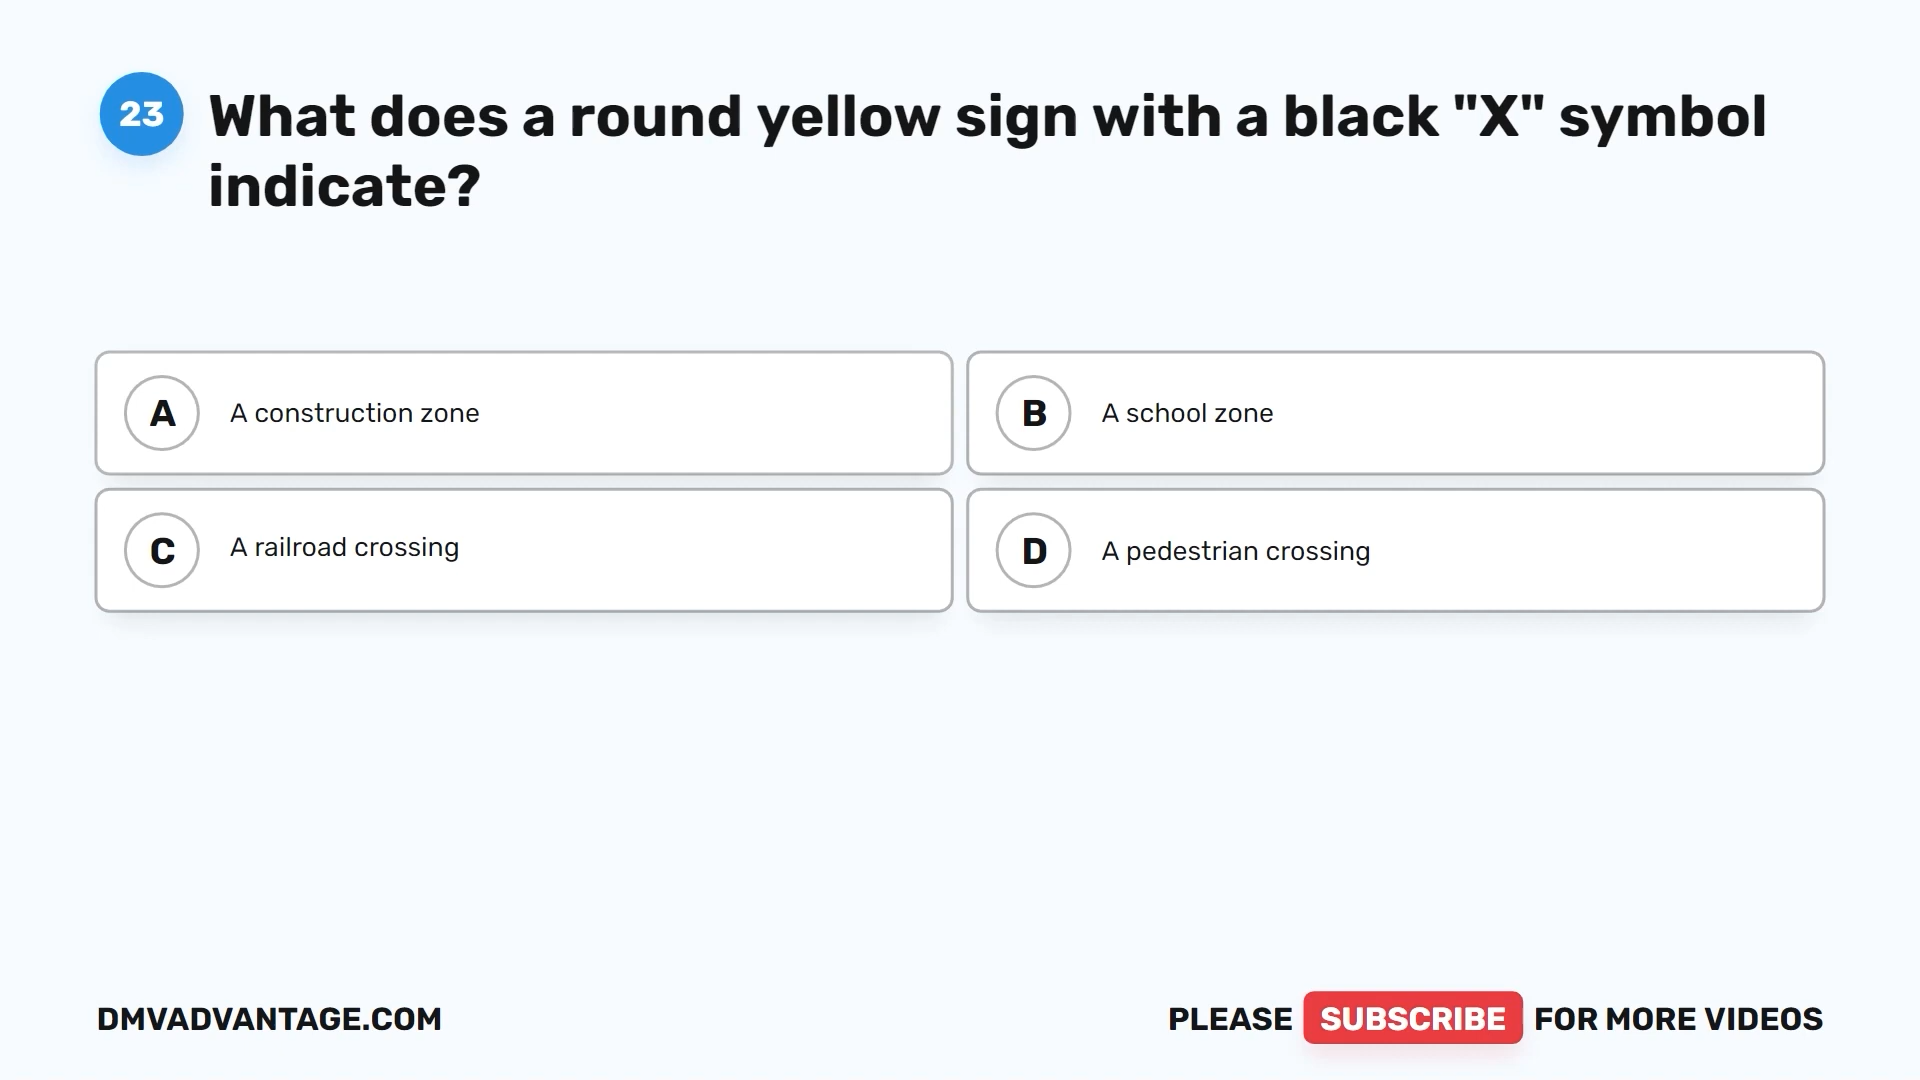 23
What does a round yellow sign with a black "X" symbol
indicate?
A
A construction zone
B
A school zone
C
A railroad crossing
D
A pedestrian crossing
DMVADVANTAGE.COM
PLEASE SUBSCRIBE FOR MORE VIDEOS